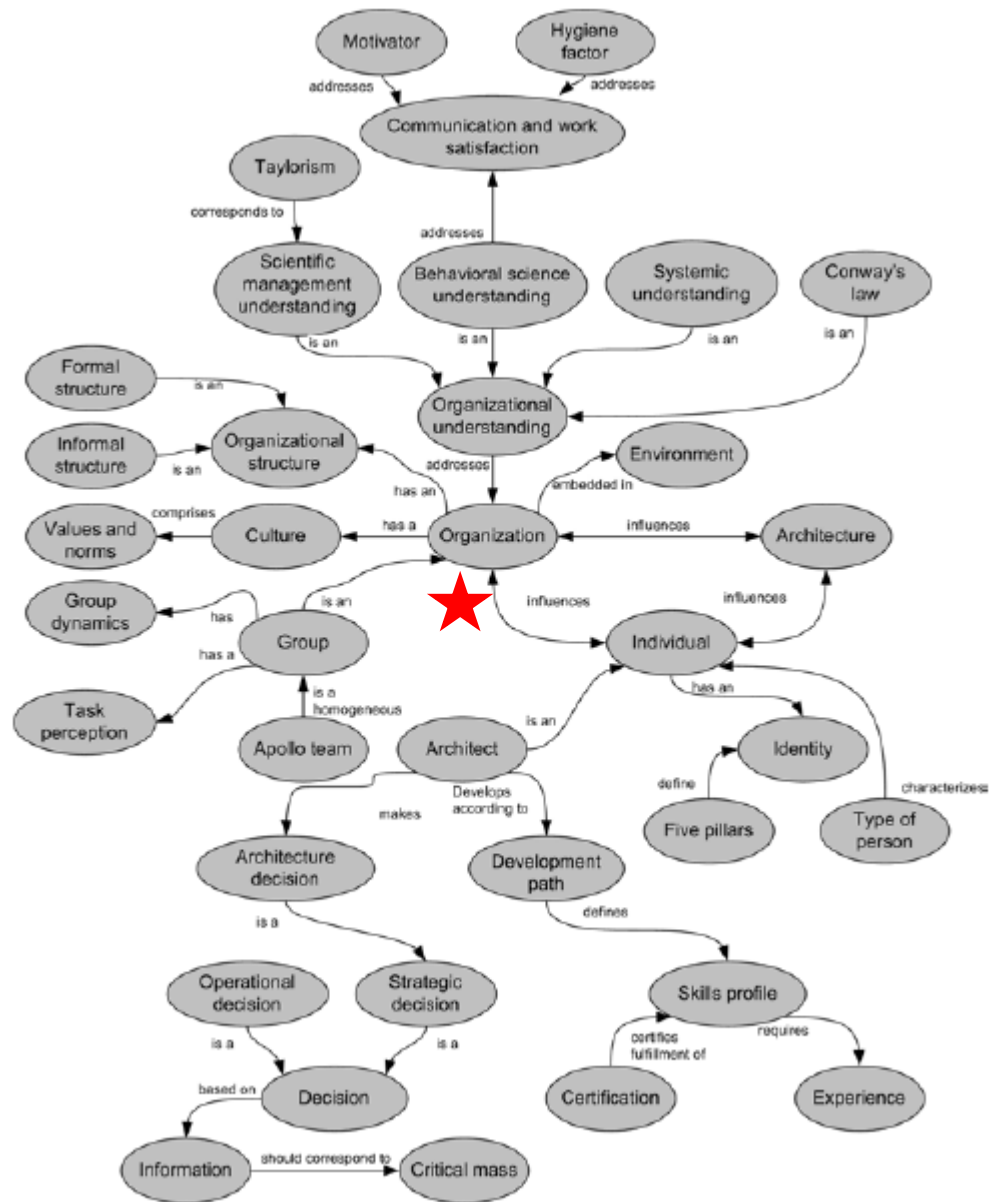 Motivator
Hygiene
factor
addresses
addresses
Communication and work
satisfaction
Taylorism
corresponds to
addresses
Scientific
management
understanding
Behavioral science
understanding
Systemic
understanding
Conway's
law
is an
is an
is an
is an
Formal
structure
is an
Organizational
understanding
Informal
structure
is an
Organizational
structure
addresses
Environment
has an
embedded in
Values and
norms
comprises
Culture
has a
Organization
influences
Architecture
Group
dynamics
has
is an
influences
influences
Group
Individual
has a
has an
Task
perception
is a
homogeneous
is an
Apollo team
Architect
Identity
makes
Develops
according to
define
characterizes
Five pillars
Type of
person
Architecture
decision
Development
path
is a
defines
Operational
decision
Strategic
decision
Skills profile
is a
is a
certifies
fulfillment of
requires
based on
Decision
Certification
Experience
Information
should correspond to
Critical mass